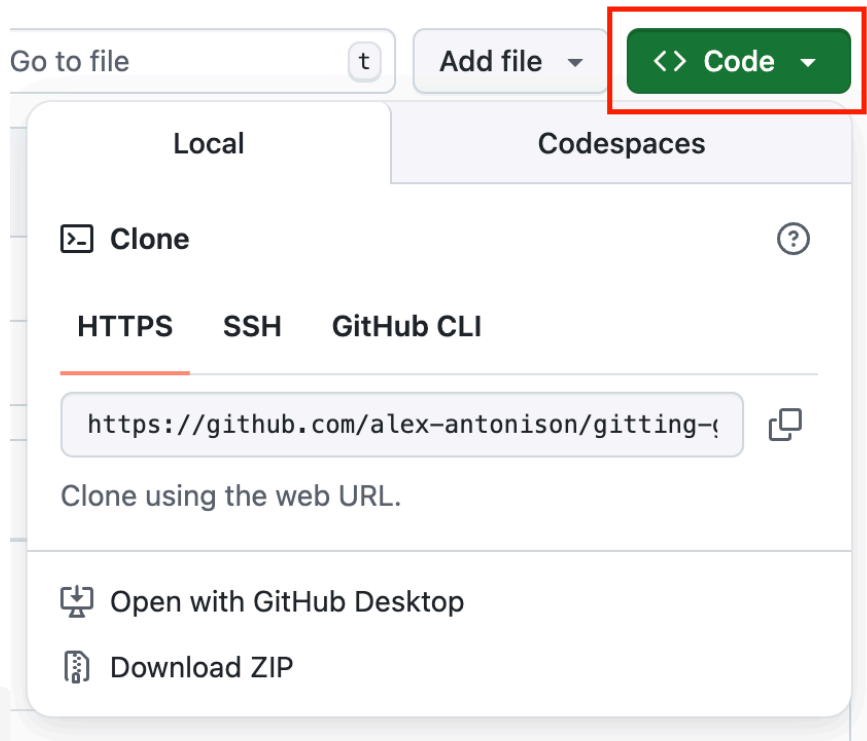 Go to file t Add file <> Code
Local Codespaces
Clone
HTTPS SSH GitHub CLI
https://github.com/alex-antonison/gitting-
Clone using the web URL.
Open with GitHub Desktop
Download ZIP